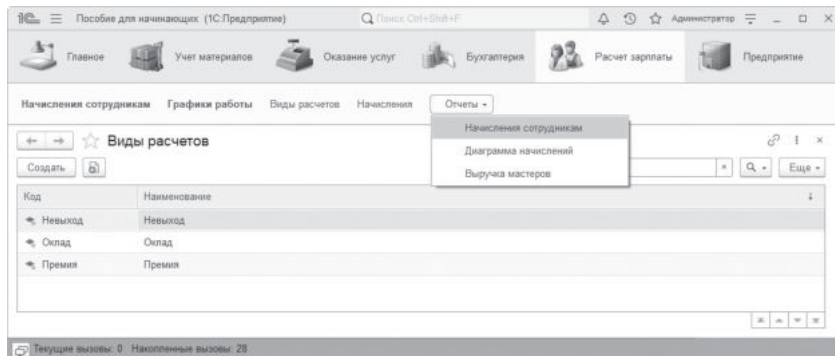 1С Пособие для начинающих (1С:Предприятие) Поиск Ctrl+Shift+F Администратор
Главное Учет материалов Оказание услуг Бухгалтерия Расчет зарплаты Предприятие
Начисления сотрудникам Графики работы Виды расчетов Начисления Отчеты
Начисления сотрудникам
Диаграмма начислений
Выручка мастеров
Виды расчетов
Создать Еще
Код Наименование
Невыход Невыход
Оклад Оклад
Премия Премия
Текущие вызовы: 0 Накопленные вызовы: 28